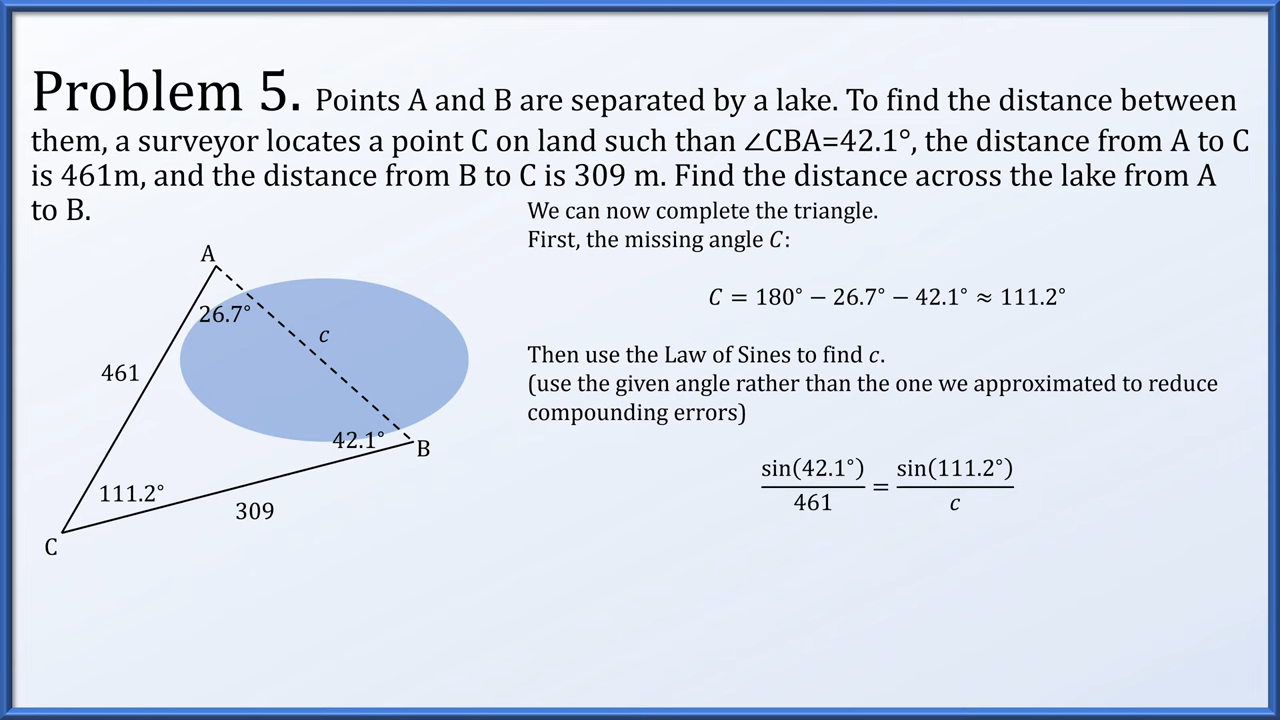 Problem 5. Points A and B are separated by a lake. To find the distance between
them, a surveyor locates a point C on land such than ∠CBA=42.1°, the distance from A to C
is 461m, and the distance from B to C is 309 m. Find the distance across the lake from A
to B.
We can now complete the triangle.
First, the missing angle C:
C = 180° − 26.7° − 42.1° ≈ 111.2°
Then use the Law of Sines to find c.
(use the given angle rather than the one we approximated to reduce
compounding errors)
sin(42.1°)/461 = sin(111.2°)/c
A
26.7°
c
461
42.1°
B
111.2°
309
C